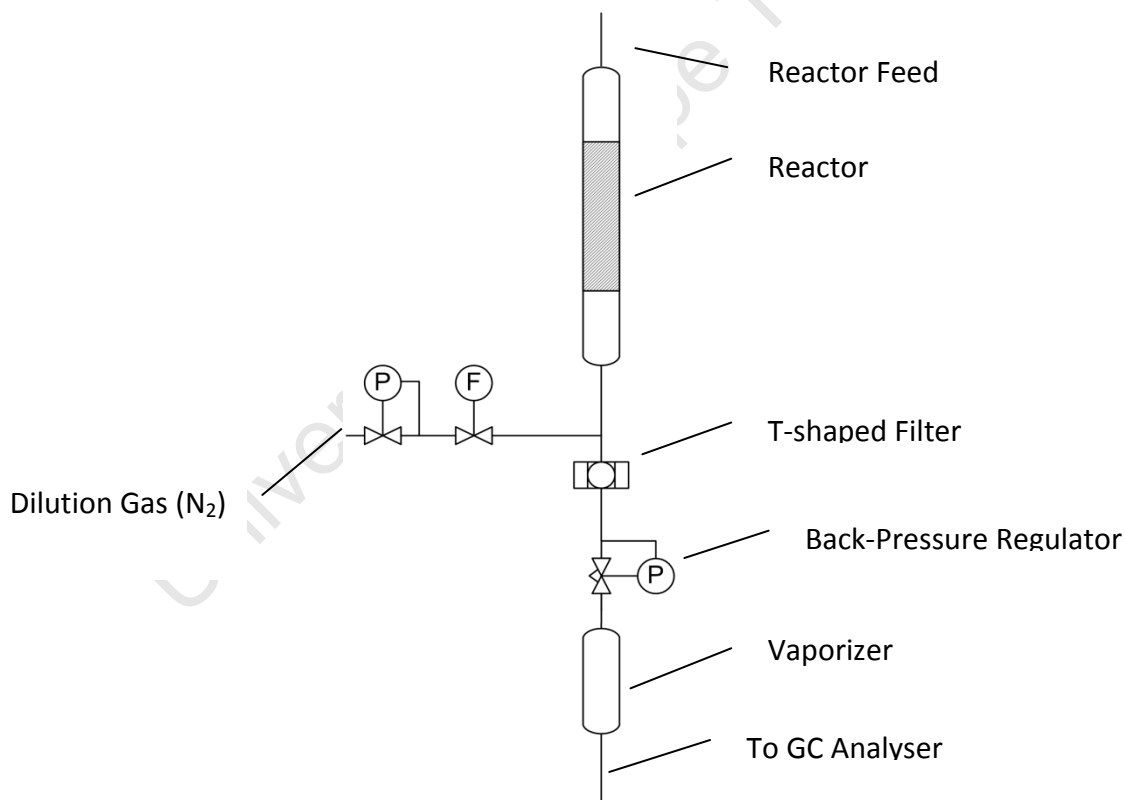 Reactor Feed
Reactor
P
F
T-shaped Filter
Dilution Gas (N₂)
Back-Pressure Regulator
P
Vaporizer
To GC Analyser